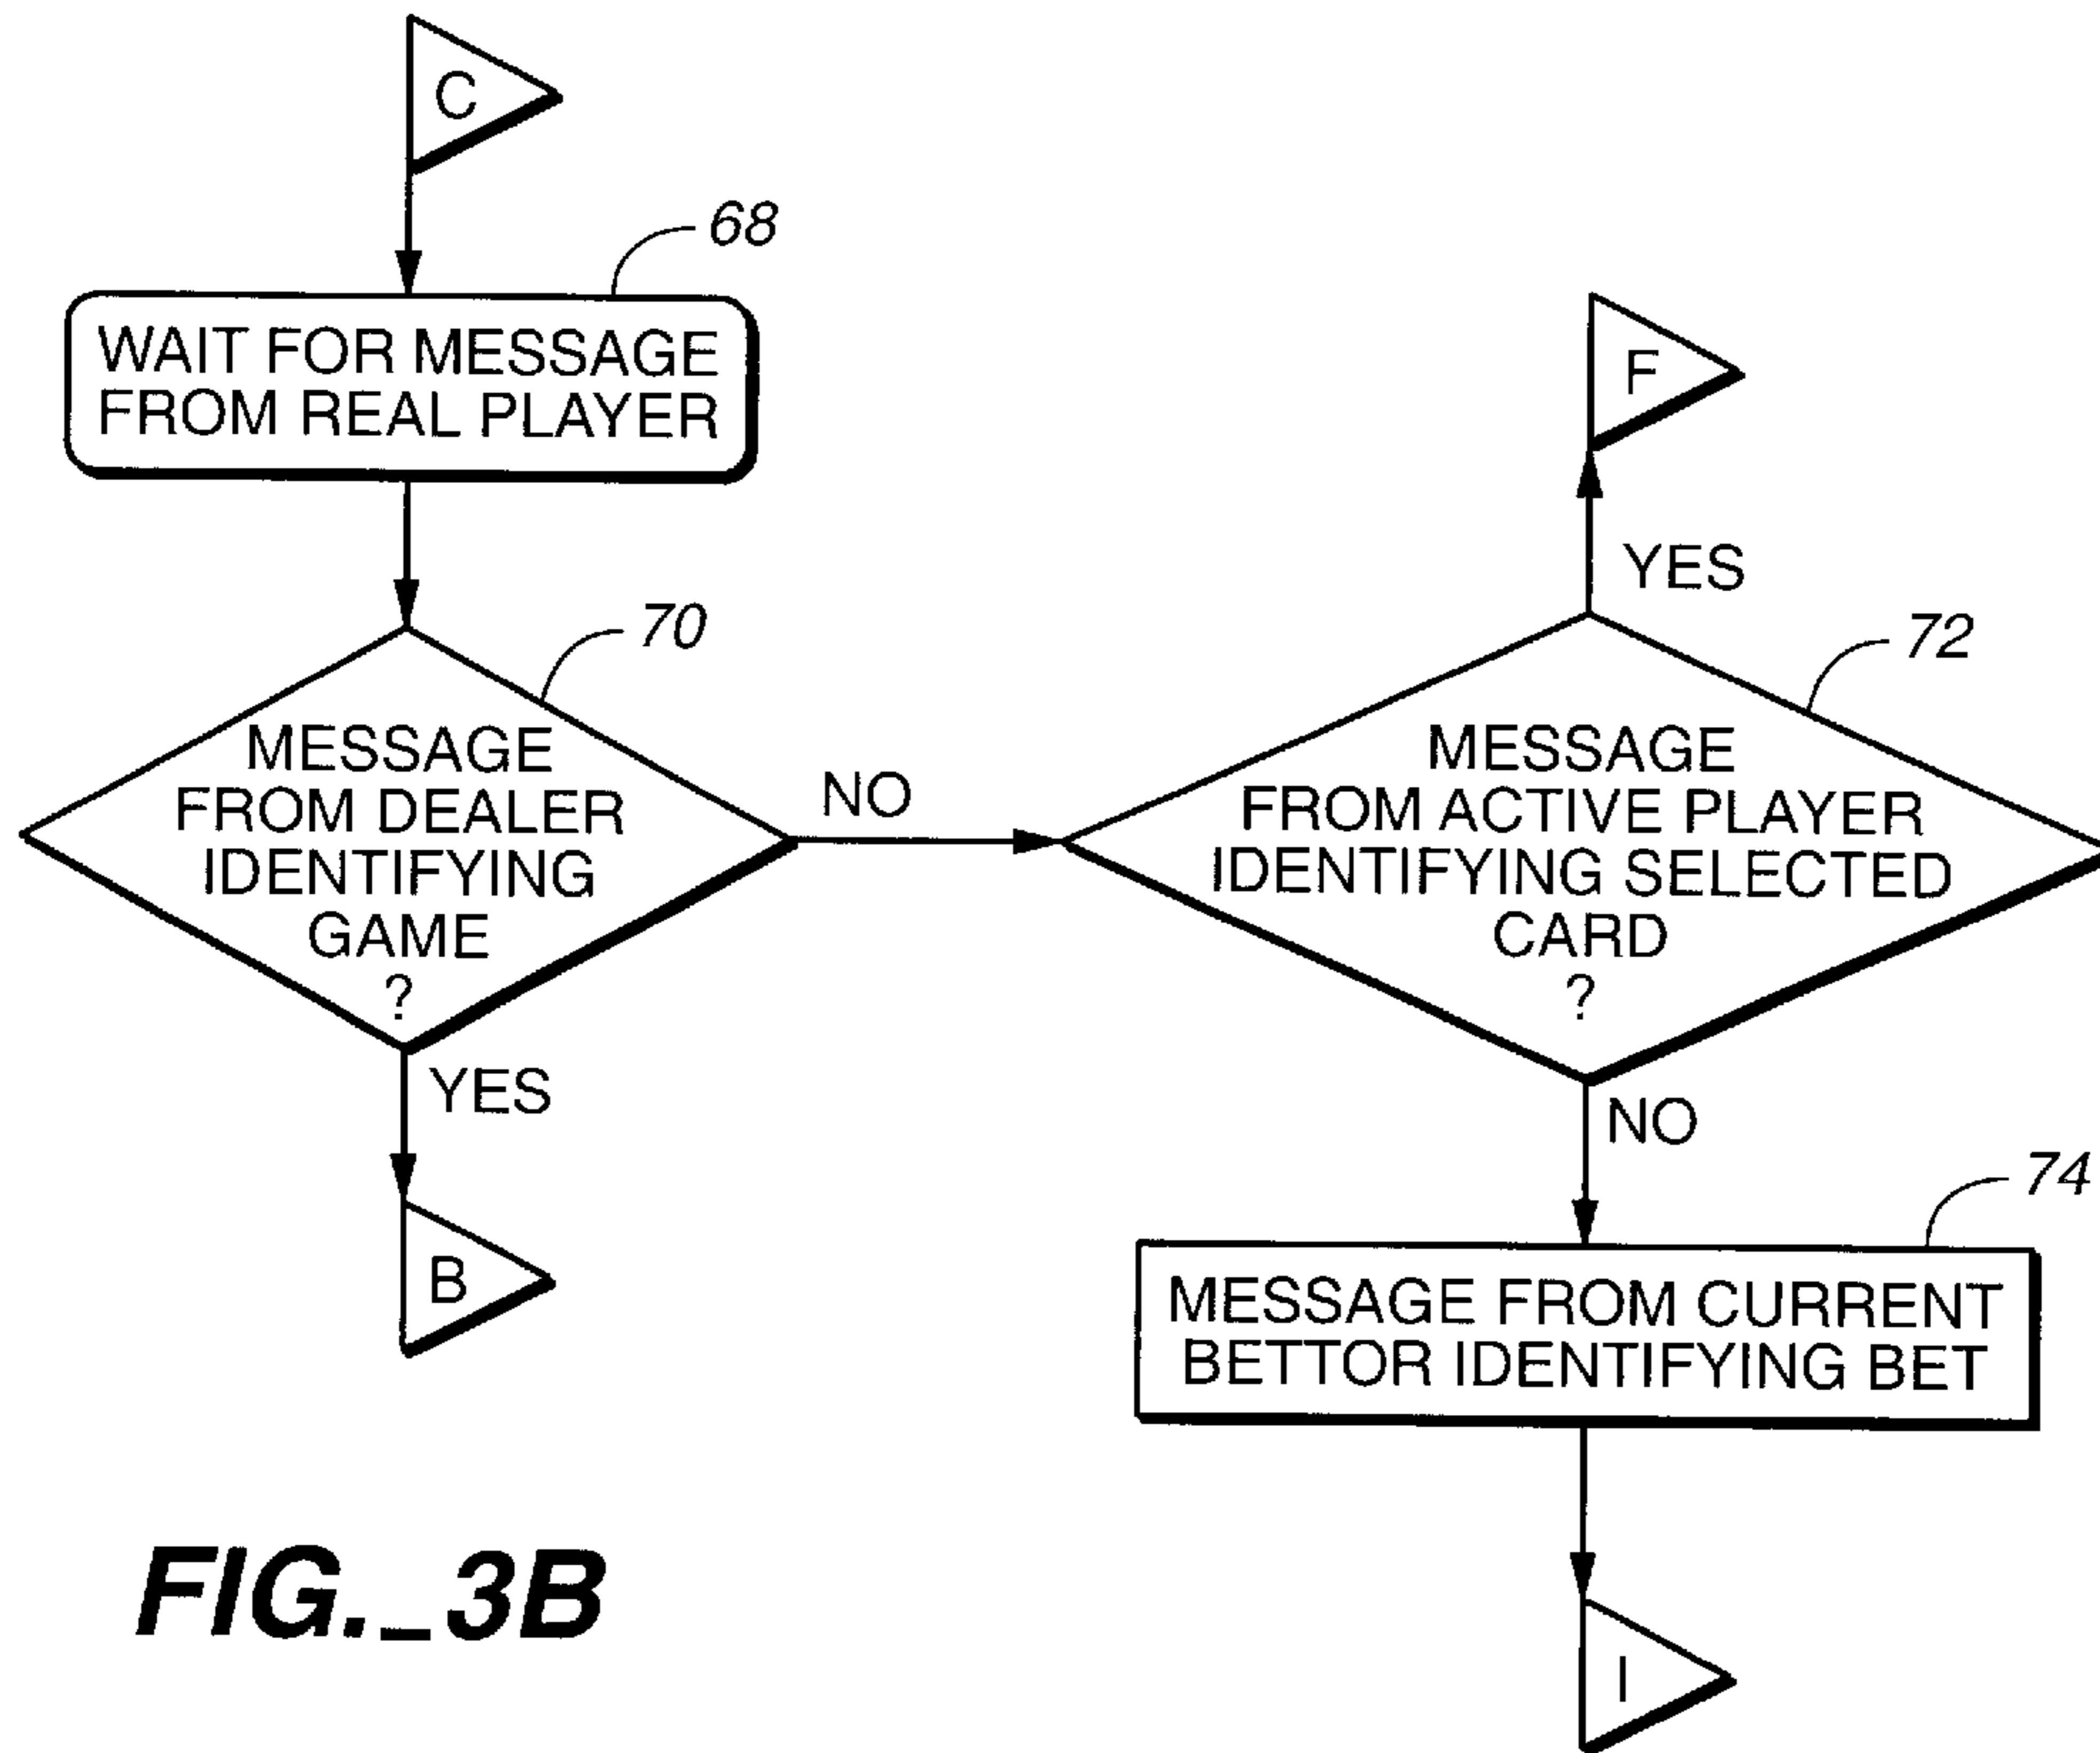 C
68
WAIT FOR MESSAGE
FROM REAL PLAYER
70
MESSAGE
FROM DEALER
IDENTIFYING
GAME
?
NO
YES
B
F
YES
72
MESSAGE
FROM ACTIVE PLAYER
IDENTIFYING SELECTED
CARD
?
NO
74
MESSAGE FROM CURRENT
BETTOR IDENTIFYING BET
I
FIG._3B